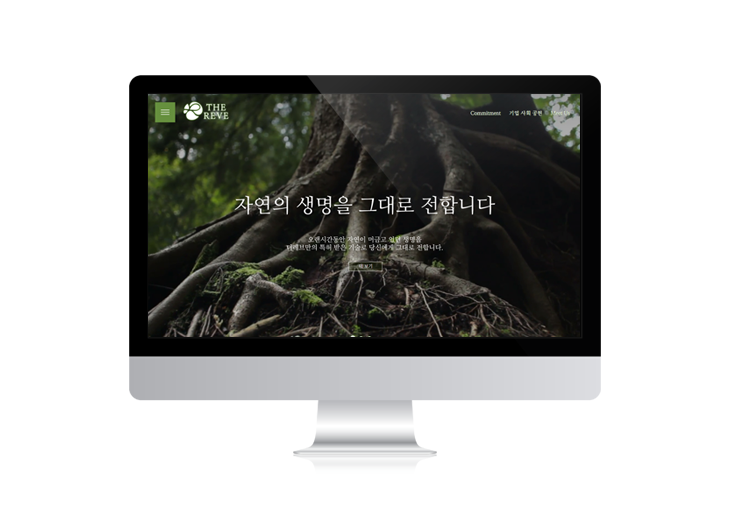 THE
REVE
Commitment 기업 사회 공헌
자연의 생명을 그대로 전합니다
오랜시간동안 자연이 머금고 있던 생명을
더레브만의 특허 받은 기술로 당신에게 그대로 전합니다.
더 보기